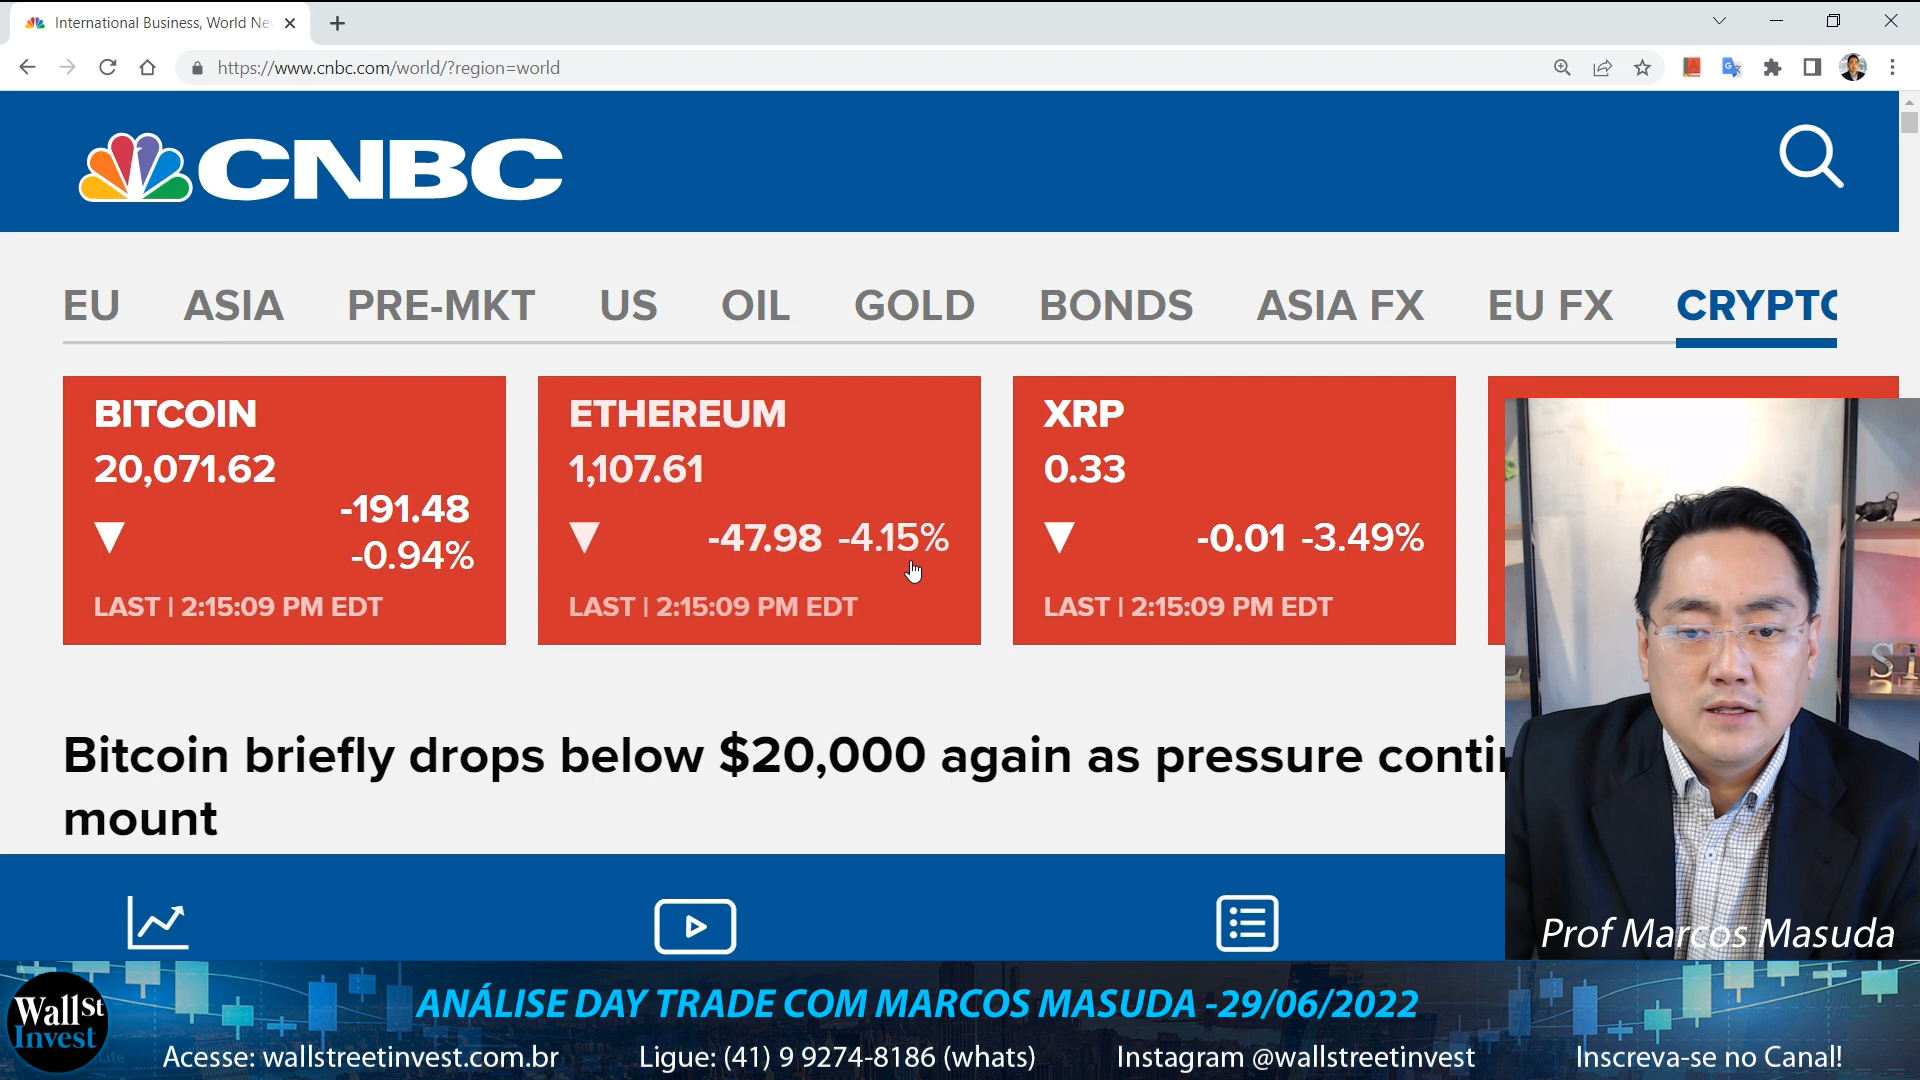 International Business, World Ne
https://www.cnbc.com/world/?region=world
CNBC
EU ASIA PRE-MKT US OIL GOLD BONDS ASIA FX EU FX CRYPTO
BITCOIN
20,071.62
-191.48
-0.94%
LAST | 2:15:09 PM EDT
ETHEREUM
1,107.61
-47.98 -4.15%
LAST | 2:15:09 PM EDT
XRP
0.33
-0.01 -3.49%
LAST | 2:15:09 PM EDT
Bitcoin briefly drops below $20,000 again as pressure contin
mount
ST
Prof Marcos Masuda
Wall St
Invest
ANÁLISE DAY TRADE COM MARCOS MASUDA -29/06/2022
Acesse: wallstreetinvest.com.br Ligue: (41) 9 9274-8186 (whats) Instagram @wallstreetinvest Inscreva-se no Canal!